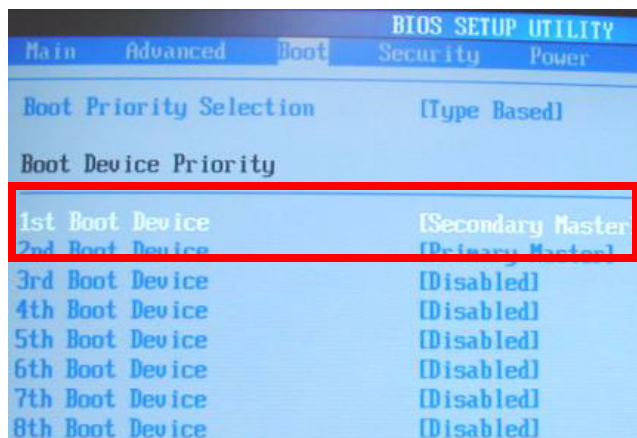 BIOS SETUP UTILITY
Main Advanced Boot Security Power
Boot Priority Selection [Type Based]
Boot Device Priority
1st Boot Device [Secondary Master]
2nd Boot Device [Primary Master]
3rd Boot Device [Disabled]
4th Boot Device [Disabled]
5th Boot Device [Disabled]
6th Boot Device [Disabled]
7th Boot Device [Disabled]
8th Boot Device [Disabled]